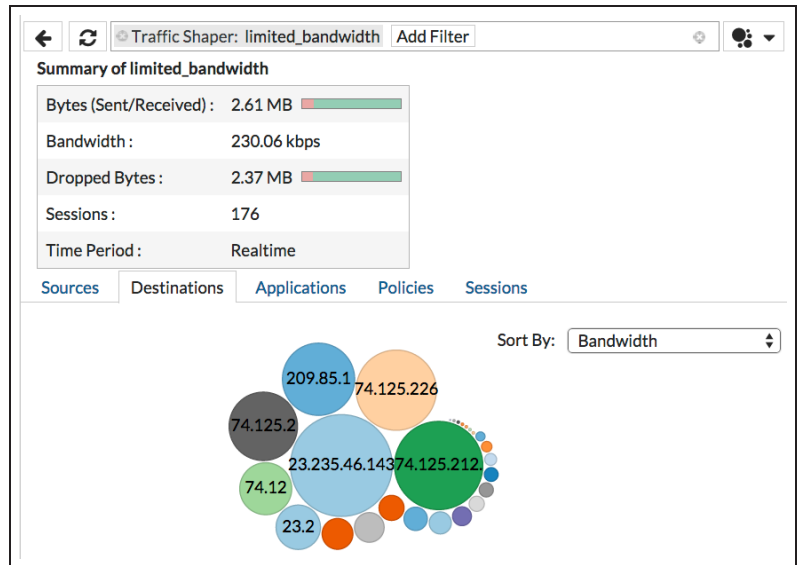 Traffic Shaper: limited_bandwidth Add Filter
Summary of limited_bandwidth
Bytes (Sent/Received) : 2.61 MB
Bandwidth : 230.06 kbps
Dropped Bytes : 2.37 MB
Sessions : 176
Time Period : Realtime
Sources Destinations Applications Policies Sessions
Sort By: Bandwidth
209.85.1
74.125.226
74.125.2
23.235.46.143
74.125.212.
74.12
23.2